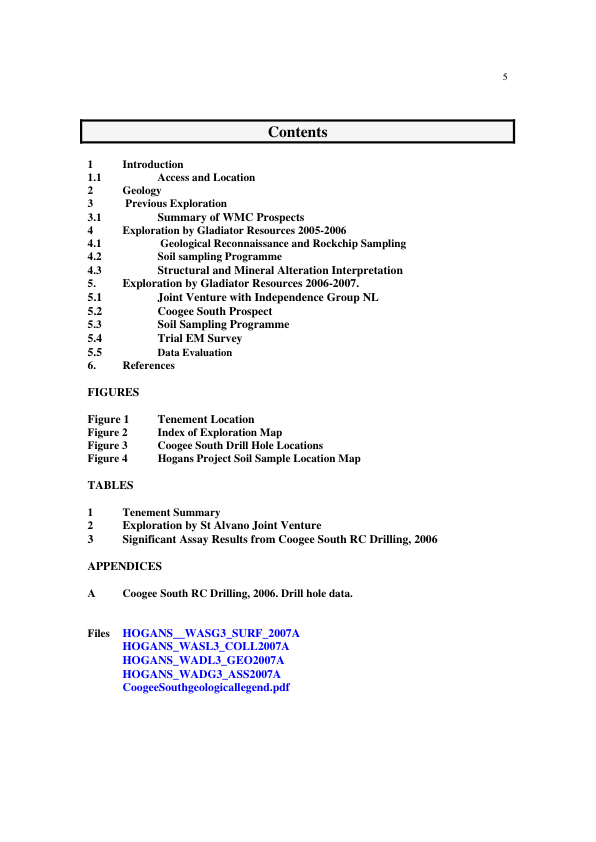 5
Contents
1 Introduction
1.1 Access and Location
2 Geology
3 Previous Exploration
3.1 Summary of WMC Prospects
4 Exploration by Gladiator Resources 2005-2006
4.1 Geological Reconnaissance and Rockchip Sampling
4.2 Soil sampling Programme
4.3 Structural and Mineral Alteration Interpretation
5. Exploration by Gladiator Resources 2006-2007.
5.1 Joint Venture with Independence Group NL
5.2 Coogee South Prospect
5.3 Soil Sampling Programme
5.4 Trial EM Survey
5.5 Data Evaluation
6. References
FIGURES
Figure 1 Tenement Location
Figure 2 Index of Exploration Map
Figure 3 Coogee South Drill Hole Locations
Figure 4 Hogans Project Soil Sample Location Map
TABLES
1 Tenement Summary
2 Exploration by St Alvano Joint Venture
3 Significant Assay Results from Coogee South RC Drilling, 2006
APPENDICES
A Coogee South RC Drilling, 2006. Drill hole data.
Files HOGANS__WASG3_SURF_2007A
HOGANS_WASL3_COLL2007A
HOGANS_WADL3_GEO2007A
HOGANS_WADG3_ASS2007A
CoogeeSouthgeologicallegend.pdf